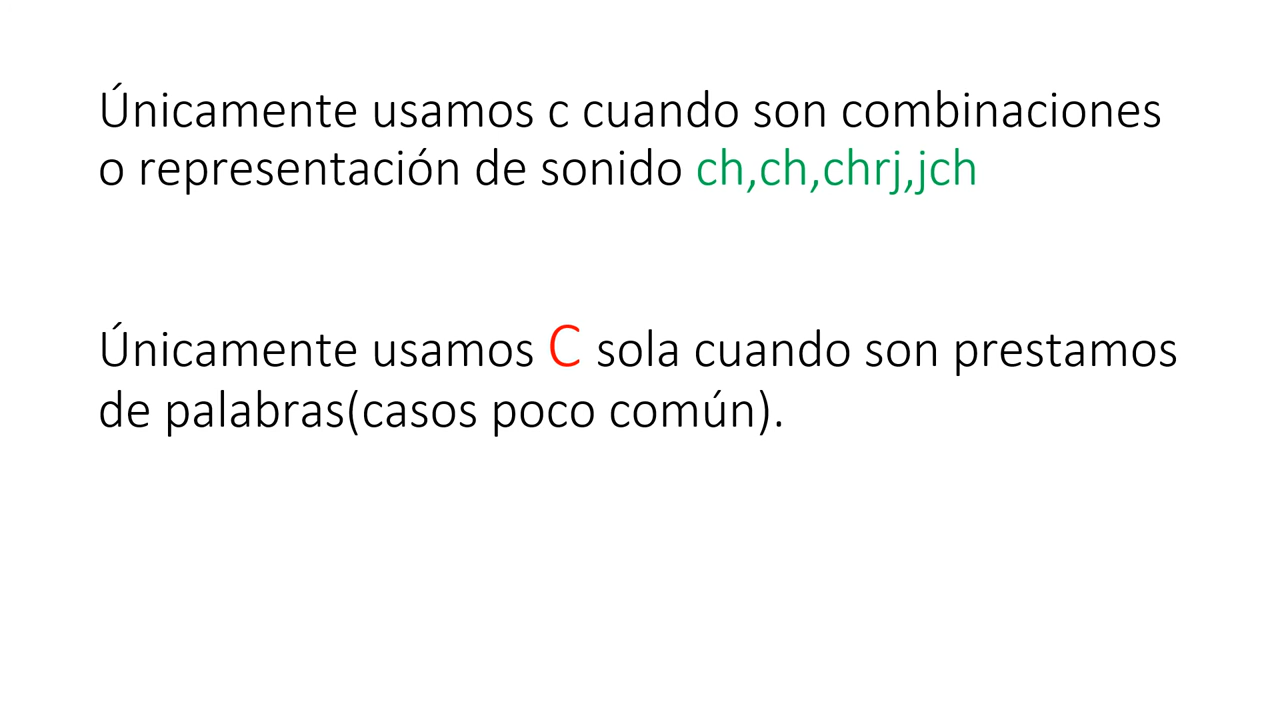 Únicamente usamos c cuando son combinaciones
o representación de sonido ch,ch,chrj,jch
Únicamente usamos C sola cuando son prestamos
de palabras(casos poco común).